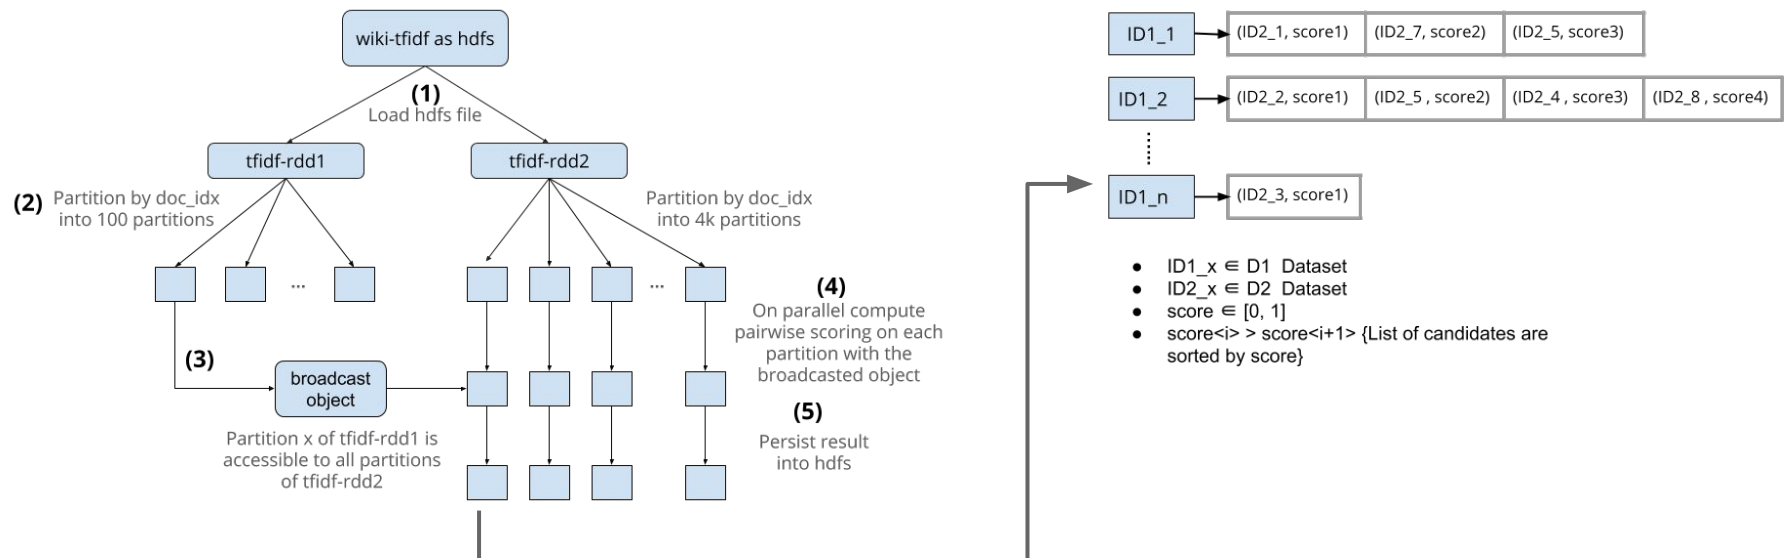 wiki-tfidf as hdfs
(1)
Load hdfs file
tfidf-rdd1
tfidf-rdd2
(2)
Partition by doc_idx
into 100 partitions
Partition by doc_idx
into 4k partitions
...
...
(3)
broadcast
object
Partition x of tfidf-rdd1 is
accessible to all partitions
of tfidf-rdd2
(4)
On parallel compute
pairwise scoring on each
partition with the
broadcasted object
(5)
Persist result
into hdfs
ID1_1
(ID2_1, score1)
(ID2_7, score2)
(ID2_5, score3)
ID1_2
(ID2_2, score1)
(ID2_5 , score2)
(ID2_4 , score3)
(ID2_8 , score4)
ID1_n
(ID2_3, score1)
● ID1_x ∈ D1 Dataset
● ID2_x ∈ D2 Dataset
● score ∈ [0, 1]
● score<i> > score<i+1> {List of candidates are
sorted by score}